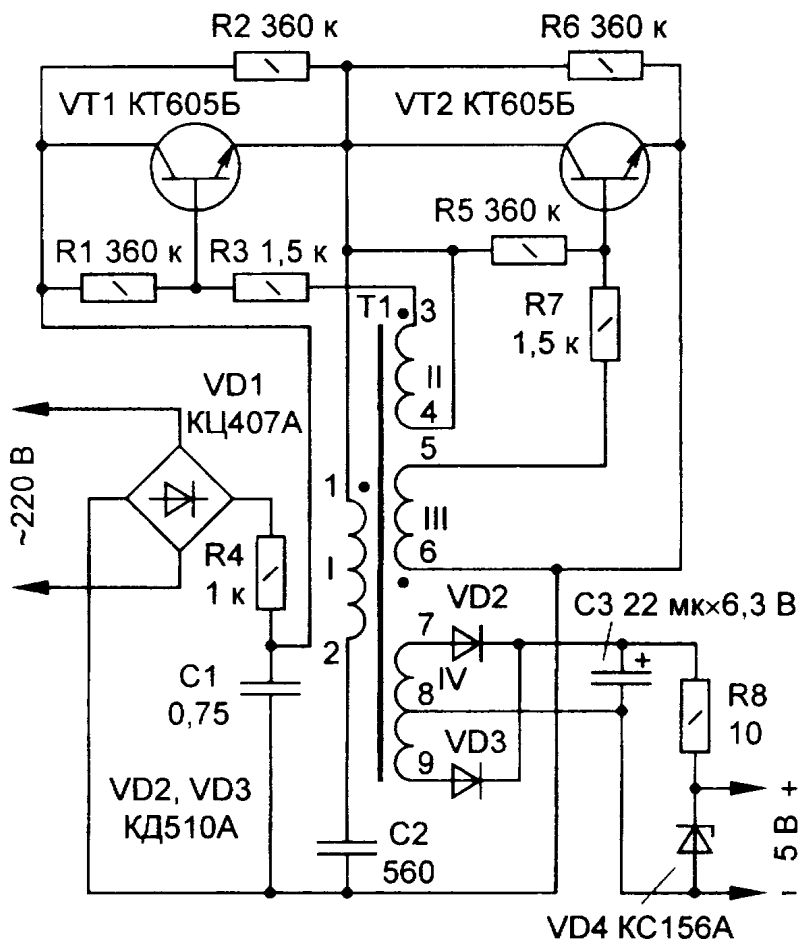 R2 360 к
R6 360 к
VT1 КТ605Б
VT2 КТ605Б
R5 360 к
R1 360 к
R3 1,5 к
T1
3
R7
1,5 к
II
4
5
VD1
КЦ407А
~220 В
1
III
6
I
R4
1 к
VD2
C3 22 мк×6,3 В
7
+
2
IV
8
C1
0,75
R8
10
VD3
9
VD2, VD3
КД510А
+
5 В
–
C2
560
VD4 КС156А